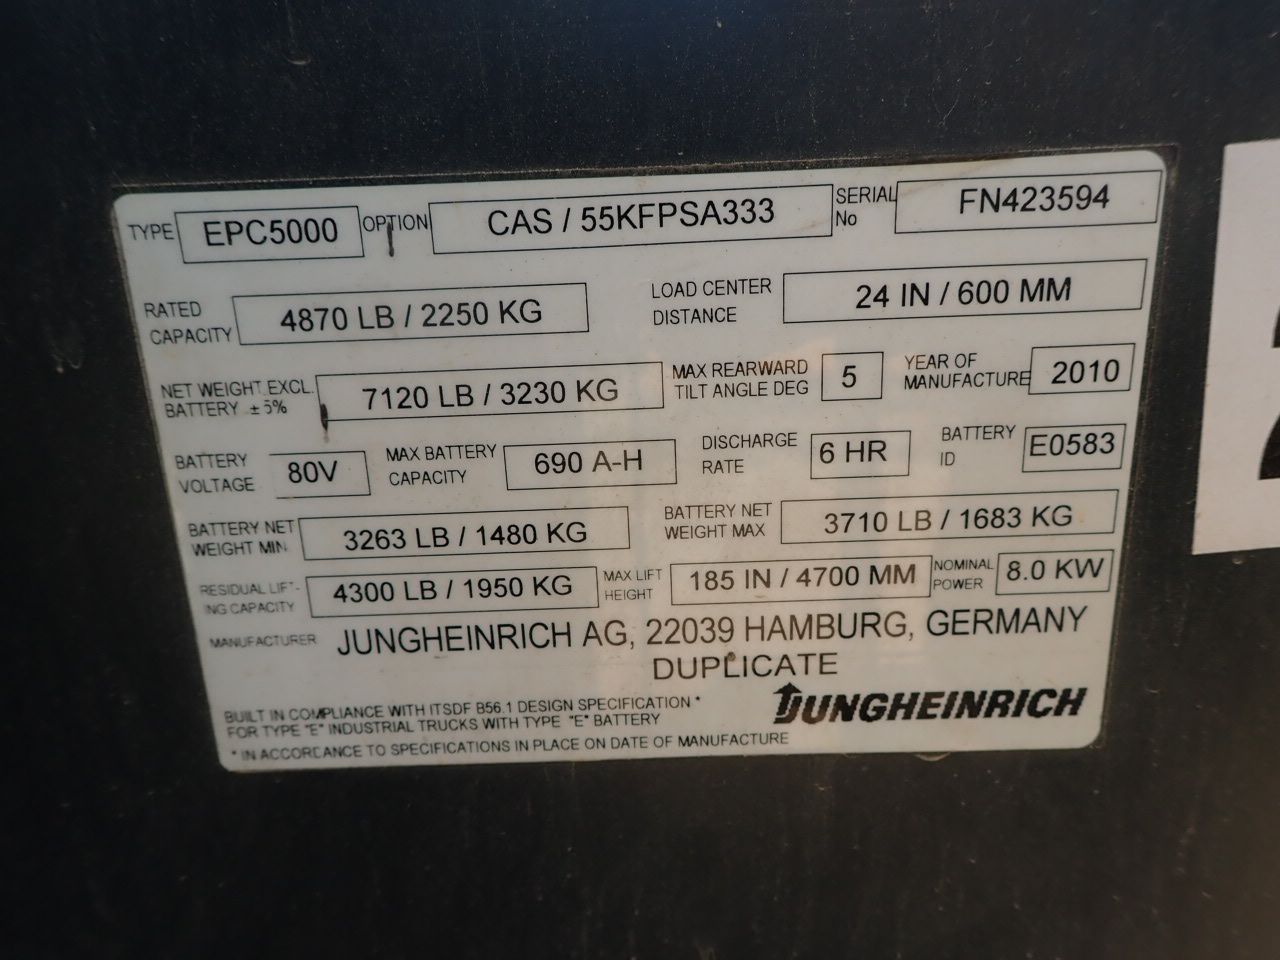 TYPE EPC5000 OPTION CAS / 55KFPSA333 SERIAL No FN423594
RATED CAPACITY 4870 LB / 2250 KG LOAD CENTER DISTANCE 24 IN / 600 MM
NET WEIGHT EXCL. BATTERY ±5% 7120 LB / 3230 KG MAX REARWARD TILT ANGLE DEG 5 YEAR OF MANUFACTURE 2010
BATTERY VOLTAGE 80V MAX BATTERY CAPACITY 690 A-H DISCHARGE RATE 6 HR BATTERY ID E0583
BATTERY NET WEIGHT MIN. 3263 LB / 1480 KG BATTERY NET WEIGHT MAX 3710 LB / 1683 KG
RESIDUAL LIFT-ING CAPACITY 4300 LB / 1950 KG MAX LIFT HEIGHT 185 IN / 4700 MM NOMINAL POWER 8.0 KW
MANUFACTURER JUNGHEINRICH AG, 22039 HAMBURG, GERMANY
DUPLICATE
BUILT IN COMPLIANCE WITH ITSDF B56.1 DESIGN SPECIFICATION *
FOR TYPE "E" INDUSTRIAL TRUCKS WITH TYPE "E" BATTERY
* IN ACCORDANCE TO SPECIFICATIONS IN PLACE ON DATE OF MANUFACTURE
JUNGHEINRICH